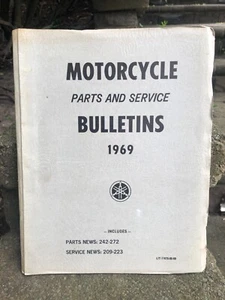 MOTORCYCLE
PARTS AND SERVICE
BULLETINS
1969
— INCLUDES —
PARTS NEWS: 242-272
SERVICE NEWS: 209-223